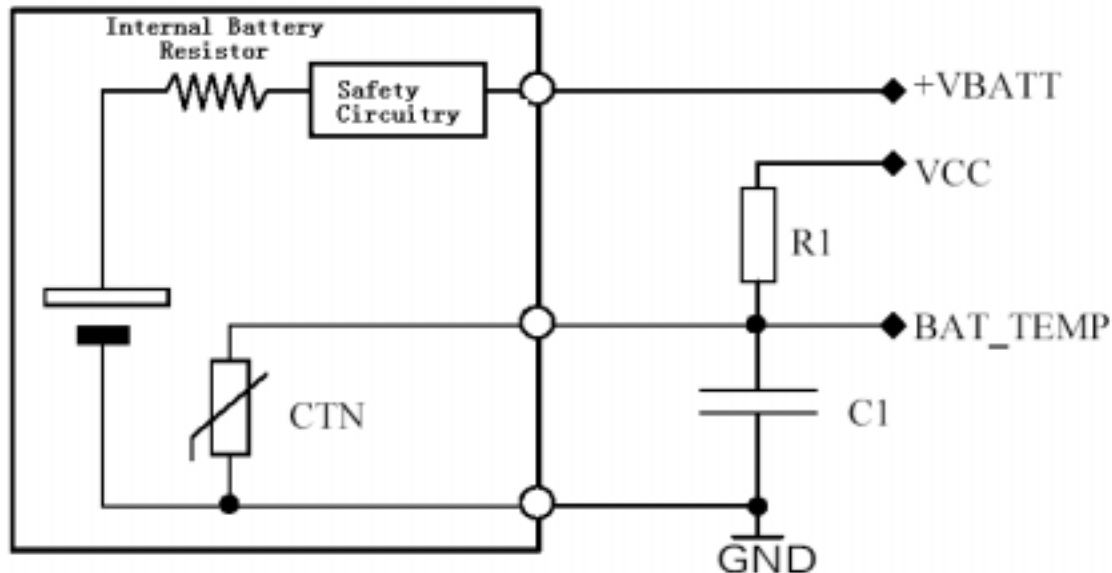 Internal Battery
Resistor
Safety
Circuitry
+VBATT
VCC
R1
BAT_TEMP
CTN
C1
GND